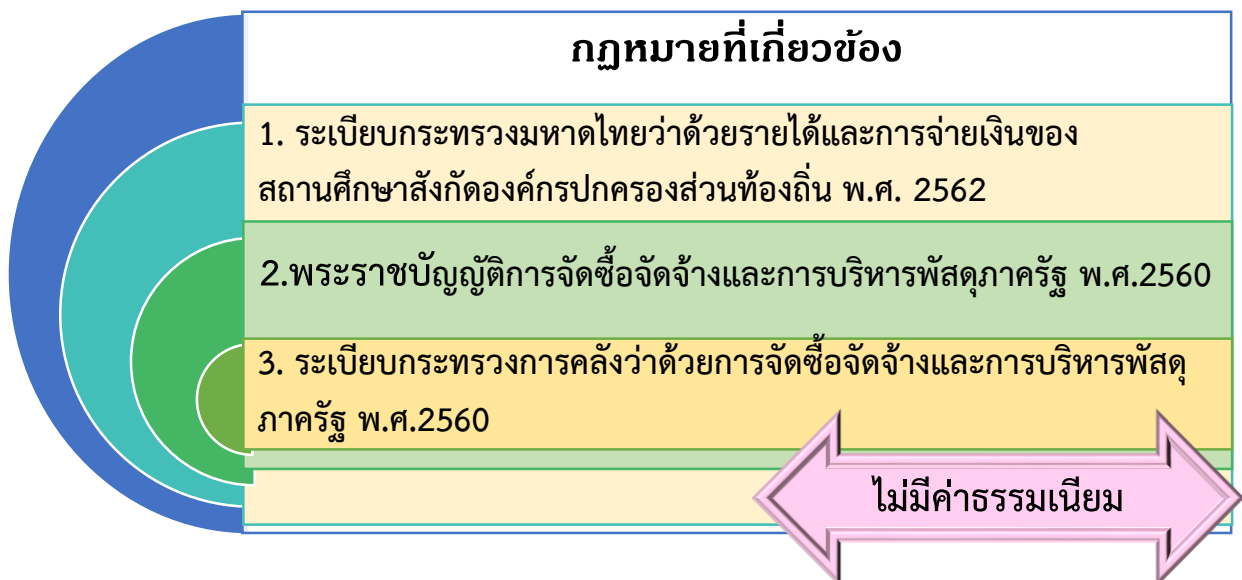 กฎหมายที่เกี่ยวข้อง
1. ระเบียบกระทรวงมหาดไทยว่าด้วยรายได้และการจ่ายเงินของ
สถานศึกษาสังกัดองค์กรปกครองส่วนท้องถิ่น พ.ศ. 2562
2.พระราชบัญญัติการจัดซื้อจัดจ้างและการบริหารพัสดุภาครัฐ พ.ศ.2560
3. ระเบียบกระทรวงการคลังว่าด้วยการจัดซื้อจัดจ้างและการบริหารพัสดุ
ภาครัฐ พ.ศ.2560
ไม่มีค่าธรรมเนียม